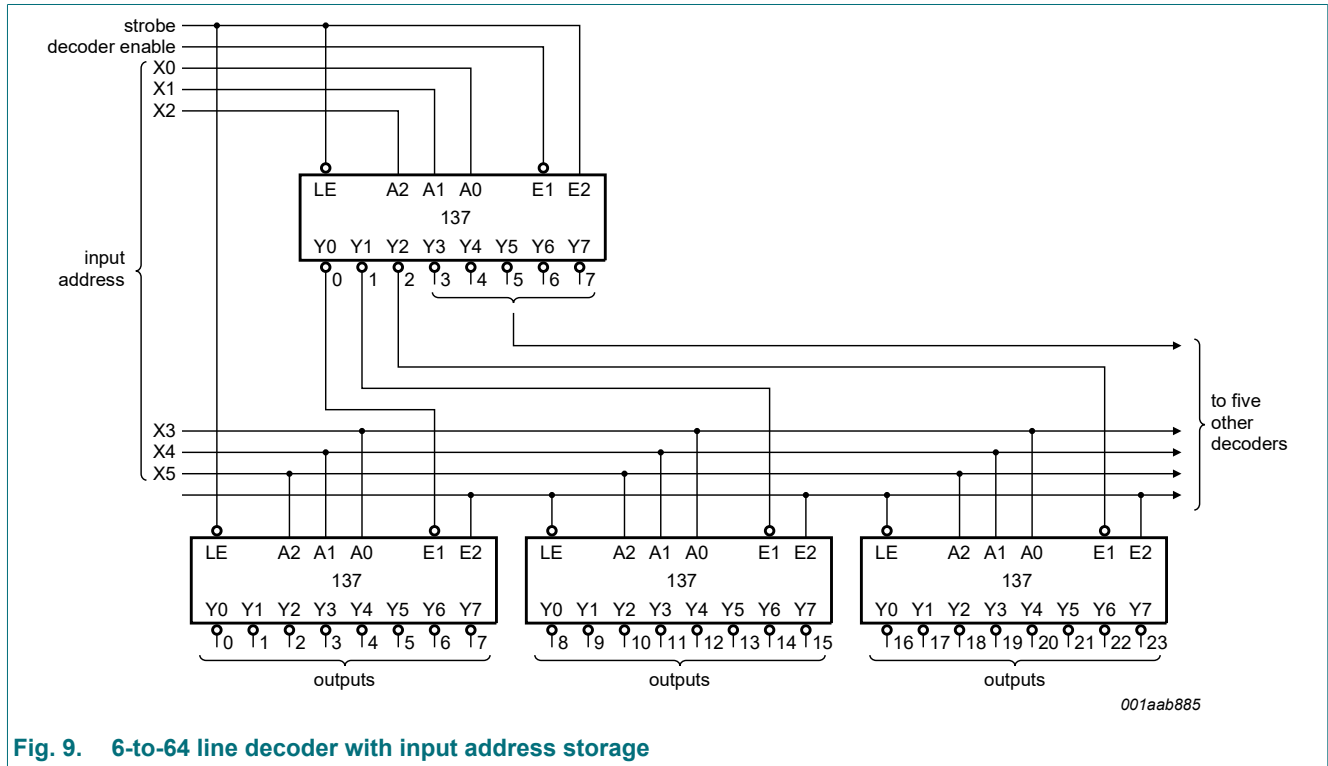 strobe
decoder enable
X0
X1
X2
LE A2 A1 A0 E1 E2
137
Y0 Y1 Y2 Y3 Y4 Y5 Y6 Y7
0 1 2 3 4 5 6 7
input
address
to five
other
decoders
X3
X4
X5
LE A2 A1 A0 E1 E2
137
Y0 Y1 Y2 Y3 Y4 Y5 Y6 Y7
0 1 2 3 4 5 6 7
outputs
LE A2 A1 A0 E1 E2
137
Y0 Y1 Y2 Y3 Y4 Y5 Y6 Y7
8 9 10 11 12 13 14 15
outputs
LE A2 A1 A0 E1 E2
137
Y0 Y1 Y2 Y3 Y4 Y5 Y6 Y7
16 17 18 19 20 21 22 23
outputs
001aab885
Fig. 9. 6-to-64 line decoder with input address storage